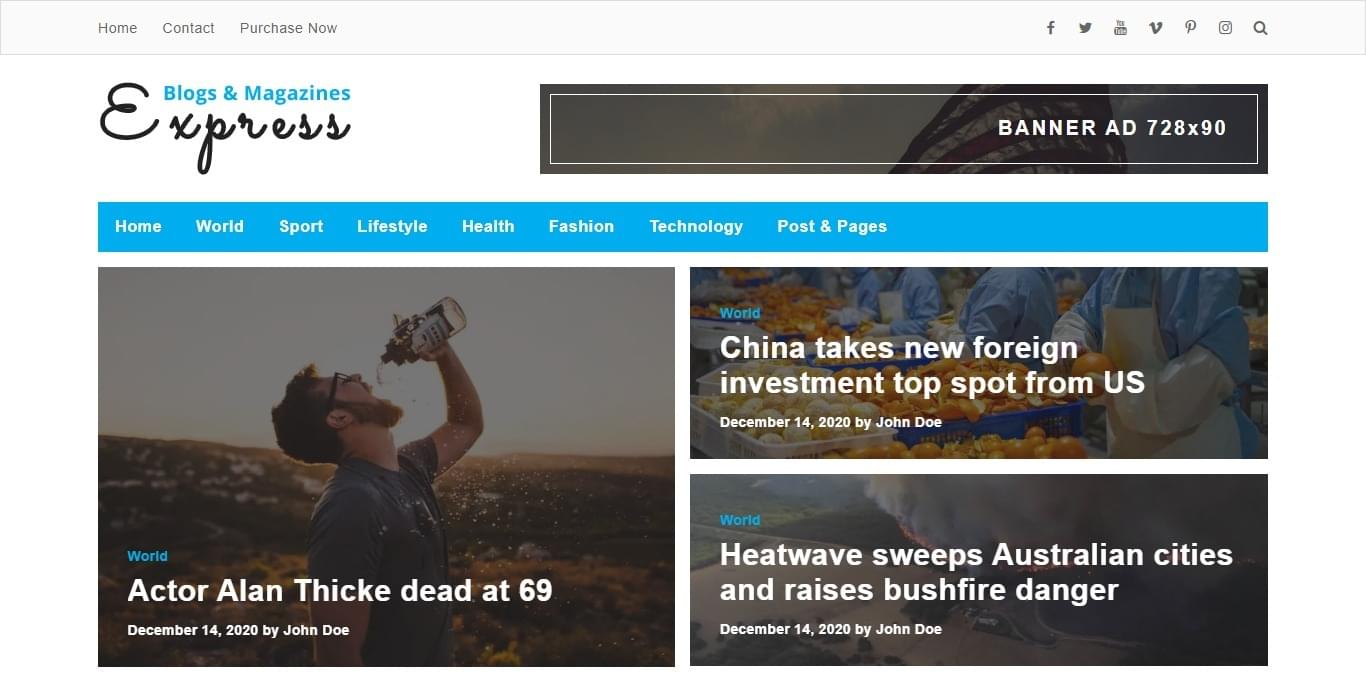 Home Contact Purchase Now
Blogs & Magazines
Express
BANNER AD 728x90
Home World Sport Lifestyle Health Fashion Technology Post & Pages
World
Actor Alan Thicke dead at 69
December 14, 2020 by John Doe
World
China takes new foreign
investment top spot from US
December 14, 2020 by John Doe
World
Heatwave sweeps Australian cities
and raises bushfire danger
December 14, 2020 by John Doe